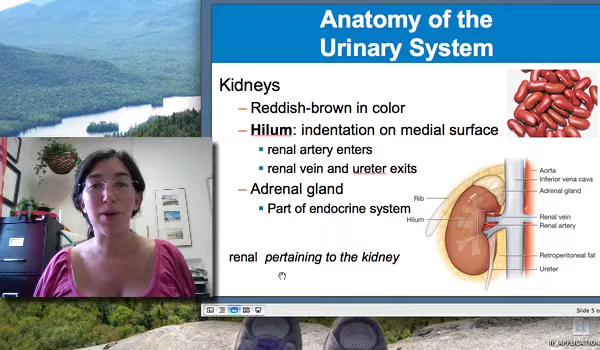 Anatomy of the
Urinary System
Kidneys
– Reddish-brown in color
– Hilum: indentation on medial surface
▪ renal artery enters
▪ renal vein and ureter exits
– Adrenal gland
▪ Part of endocrine system
renal pertaining to the kidney
Aorta
Inferior vena cava
Adrenal gland
Rib
Hilum
Renal vein
Renal artery
Retroperitoneal fat
Ureter
Slide 5 o